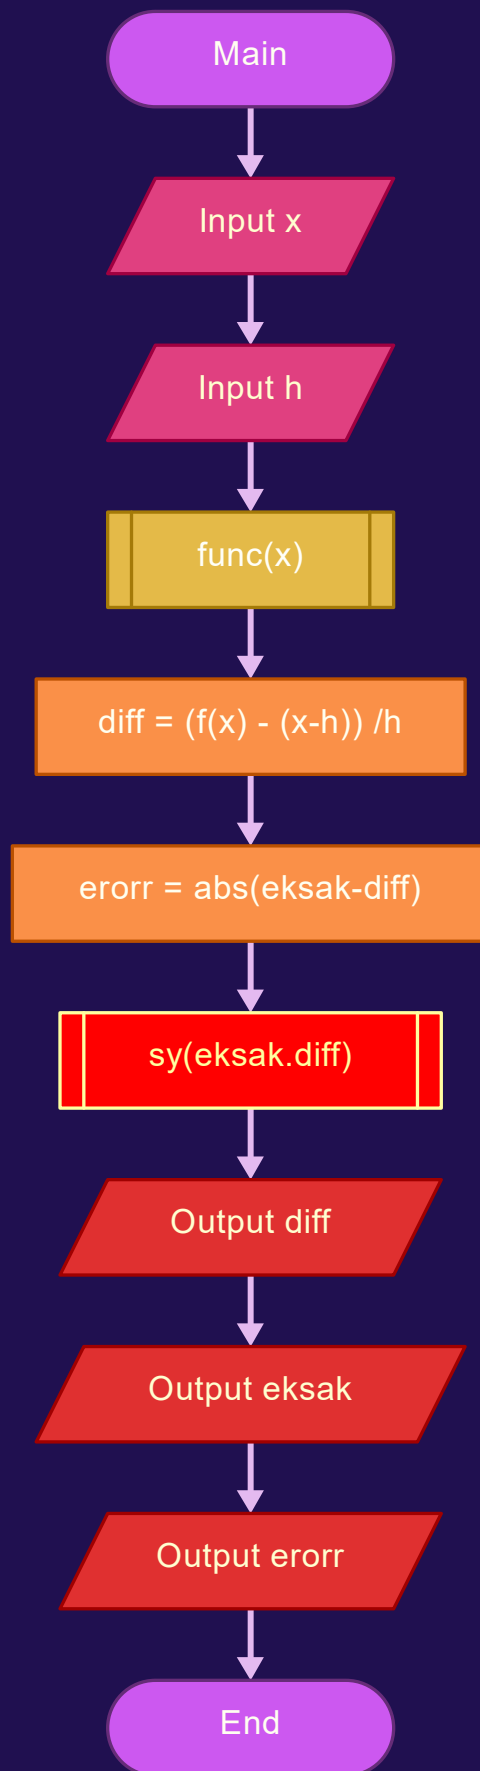 Main
Input x
Input h
func(x)
diff = (f(x) - (x-h)) /h
erorr = abs(eksak-diff)
sy(eksak.diff)
Output diff
Output eksak
Output erorr
End